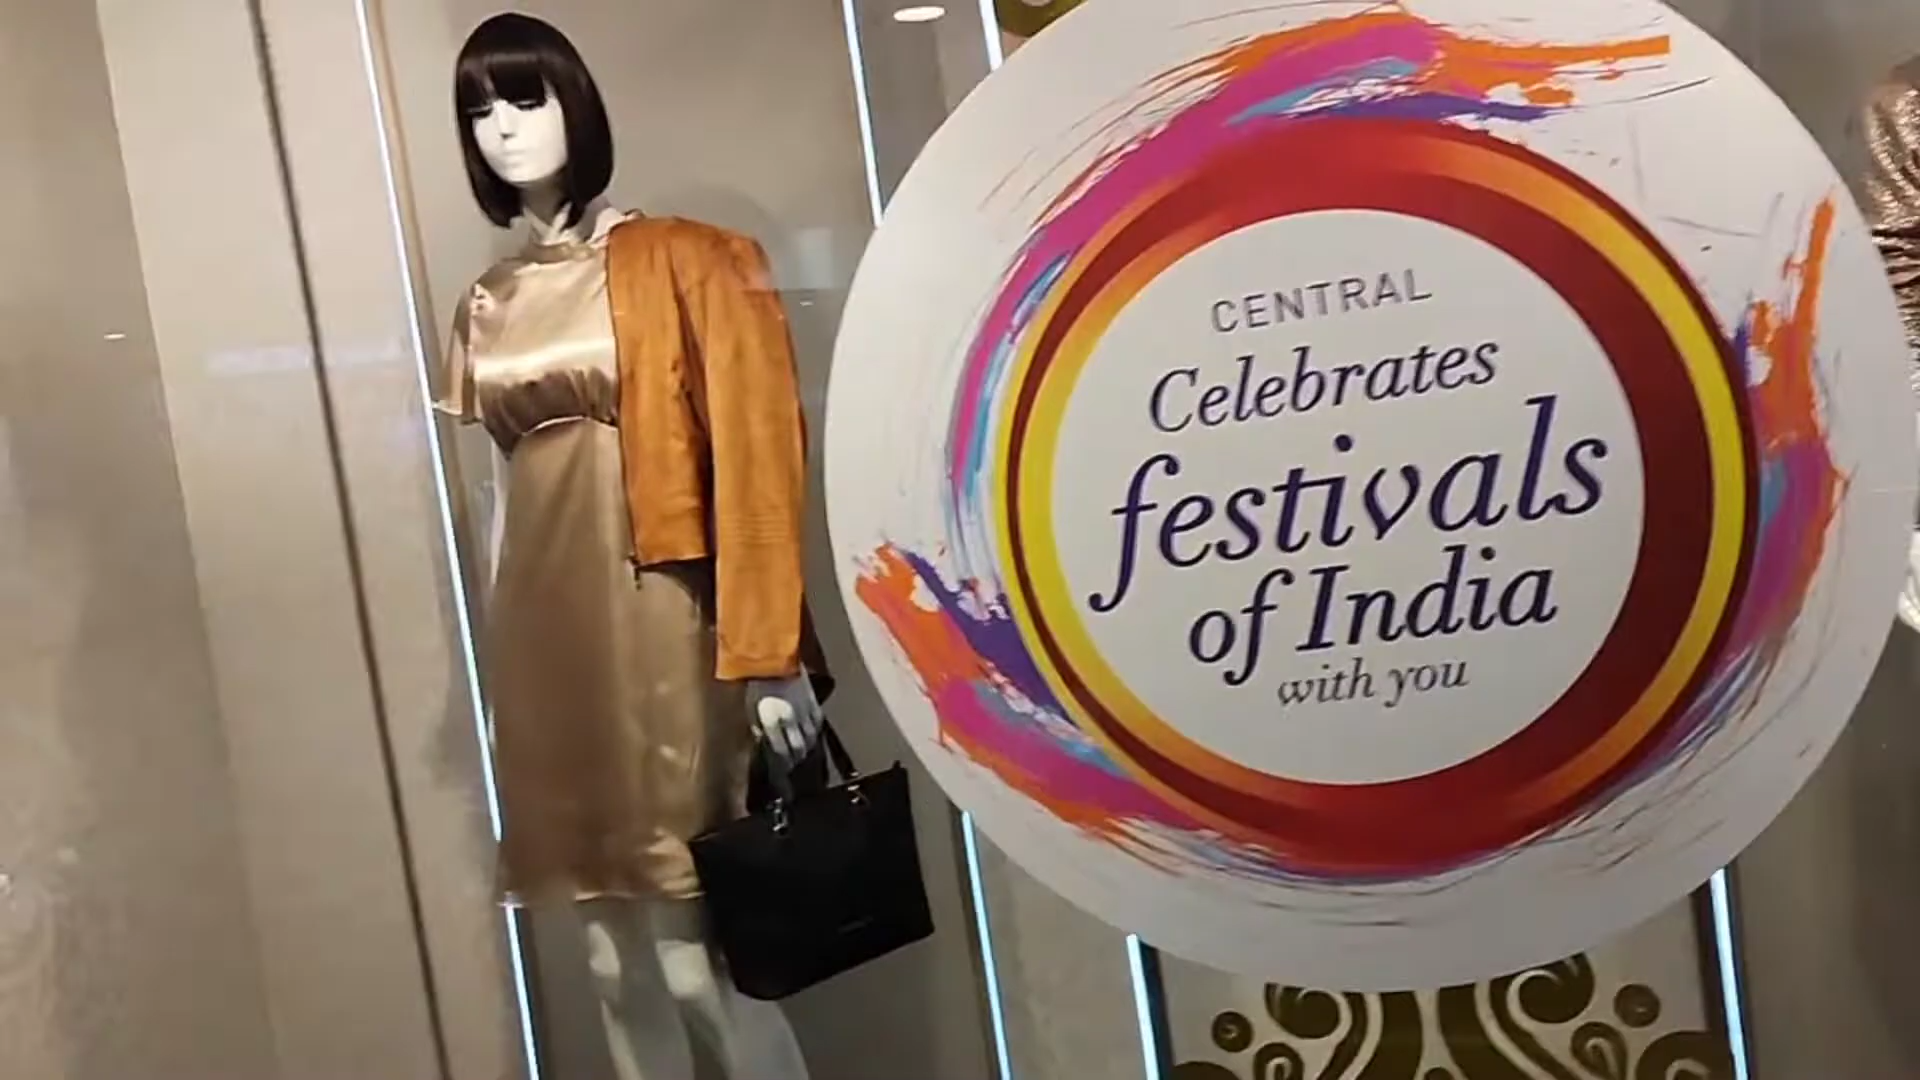 CENTRAL
Celebrates
festivals
of India
with you